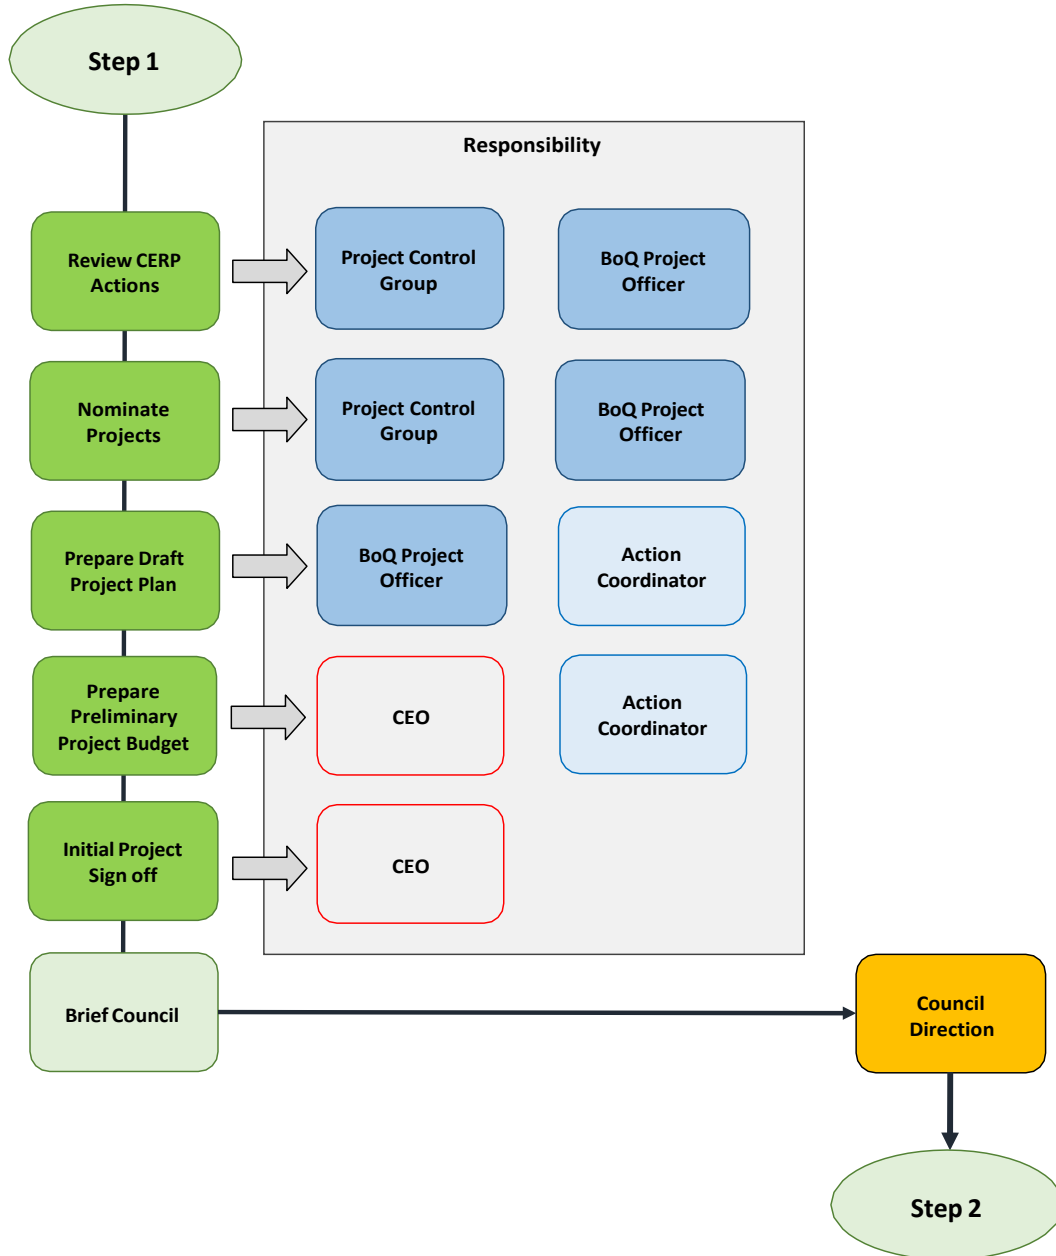 Step 1
Responsibility
Review CERP
Actions
Project Control
Group
BoQ Project
Officer
Nominate
Projects
Project Control
Group
BoQ Project
Officer
Prepare Draft
Project Plan
BoQ Project
Officer
Action
Coordinator
Prepare
Preliminary
Project Budget
CEO
Action
Coordinator
Initial Project
Sign off
CEO
Brief Council
Council
Direction
Step 2